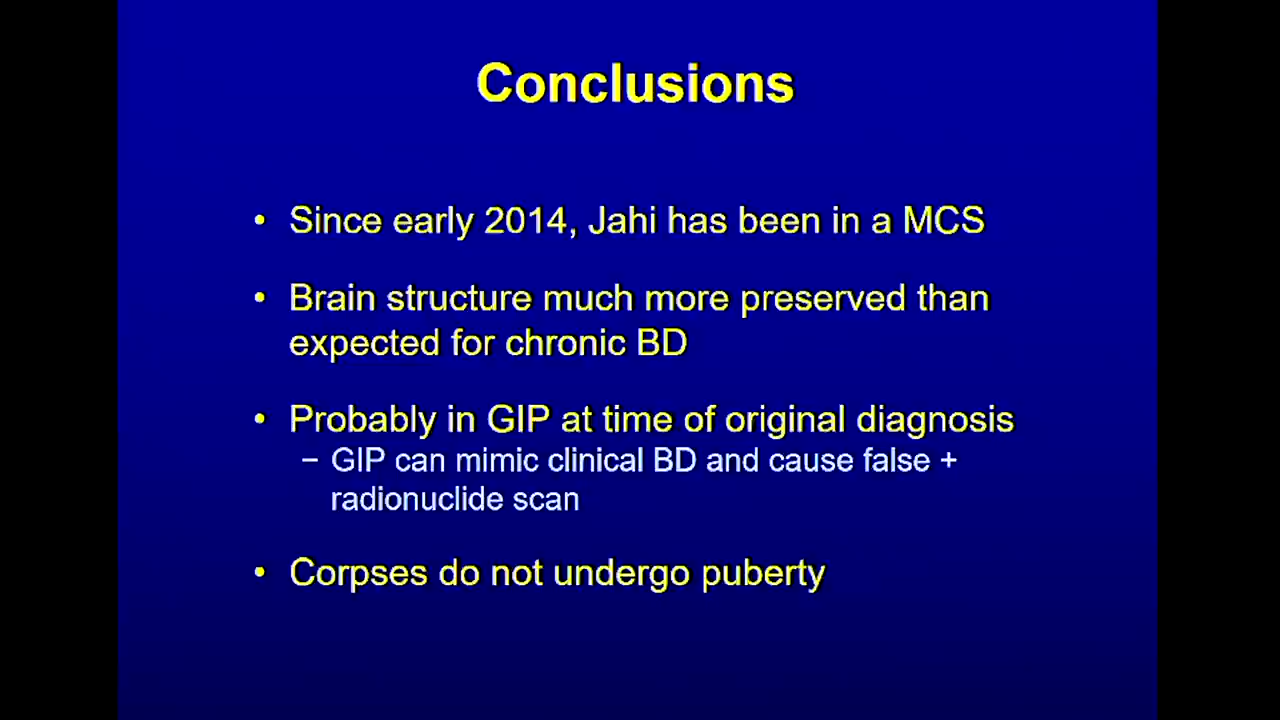 Conclusions
• Since early 2014, Jahi has been in a MCS
• Brain structure much more preserved than
expected for chronic BD
• Probably in GIP at time of original diagnosis
− GIP can mimic clinical BD and cause false +
radionuclide scan
• Corpses do not undergo puberty